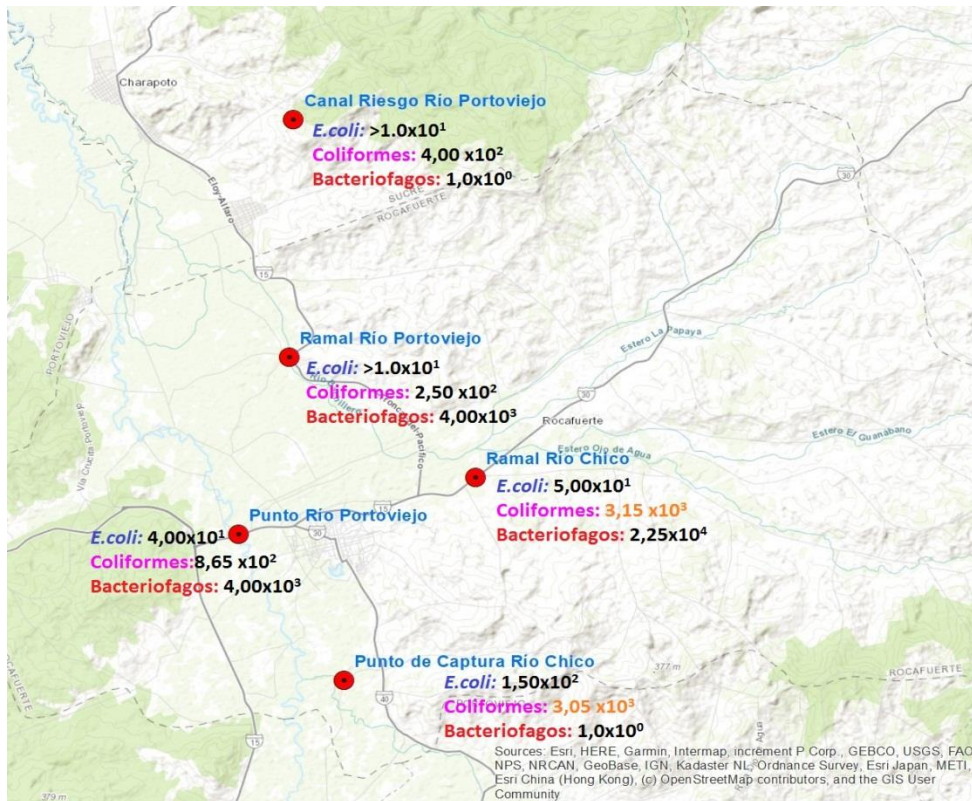 Charapoto
Canal Riesgo Río Portoviejo
E.coli: >1.0x10¹
Coliformes: 4,00 x10²
Bacteriofagos: 1,0x10⁰
SUCRE
ROCAFUERTE
Eloy Alfaro
30
15
PORTOVIEJO
Ramal Río Portoviejo
E.coli: >1.0x10¹
Coliformes: 2,50 x10²
Bacteriofagos: 4,00x10³
Estero La Papaya
30
Rocafuerte
Estero Ojo de Agua
Estero El Guanábano
Ramal Río Chico
E.coli: 5,00x10¹
Coliformes: 3,15 x10³
Bacteriofagos: 2,25x10⁴
15
Punto Río Portoviejo
E.coli: 4,00x10¹
Coliformes:8,65 x10²
Bacteriofagos: 4,00x10³
30
15
Punto de Captura Río Chico
E.coli: 1,50x10²
Coliformes: 3,05 x10³
Bacteriofagos: 1,0x10⁰
377 m
ROCAFUERTE
ROCAFUERTE
40
15
379 m
Sources: Esri, HERE, Garmin, Intermap, increment P Corp., GEBCO, USGS, FAO,
NPS, NRCAN, GeoBase, IGN, Kadaster NL, Ordnance Survey, Esri Japan, METI,
Esri China (Hong Kong), (c) OpenStreetMap contributors, and the GIS User
Community